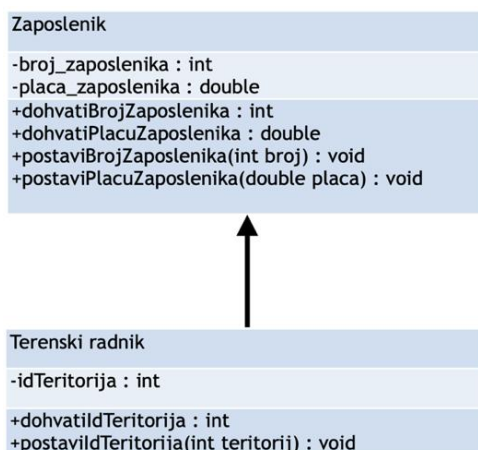 Zaposlenik
-broj_zaposlenika : int
-placa_zaposlenika : double
+dohvatiBrojZaposlenika : int
+dohvatiPlacuZaposlenika : double
+postaviBrojZaposlenika(int broj) : void
+postaviPlacuZaposlenika(double placa) : void
Terenski radnik
-idTeritorija : int
+dohvatiIdTeritorija : int
+postaviIdTeritorija(int teritorij) : void